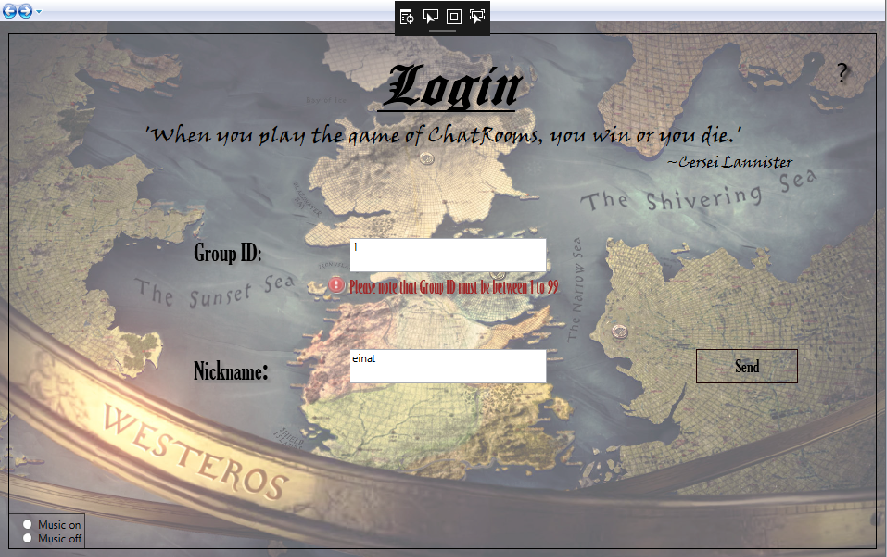 Login
?
'When you play the game of ChatRooms, you win or you die.'
~Cersei Lannister
The Shivering Sea
Group ID:
1
The Sunset Sea
The Narrow Sea
Please note that Group ID must be between 1 to 99
Nickname:
einat
Send
WESTEROS
Music on
Music off